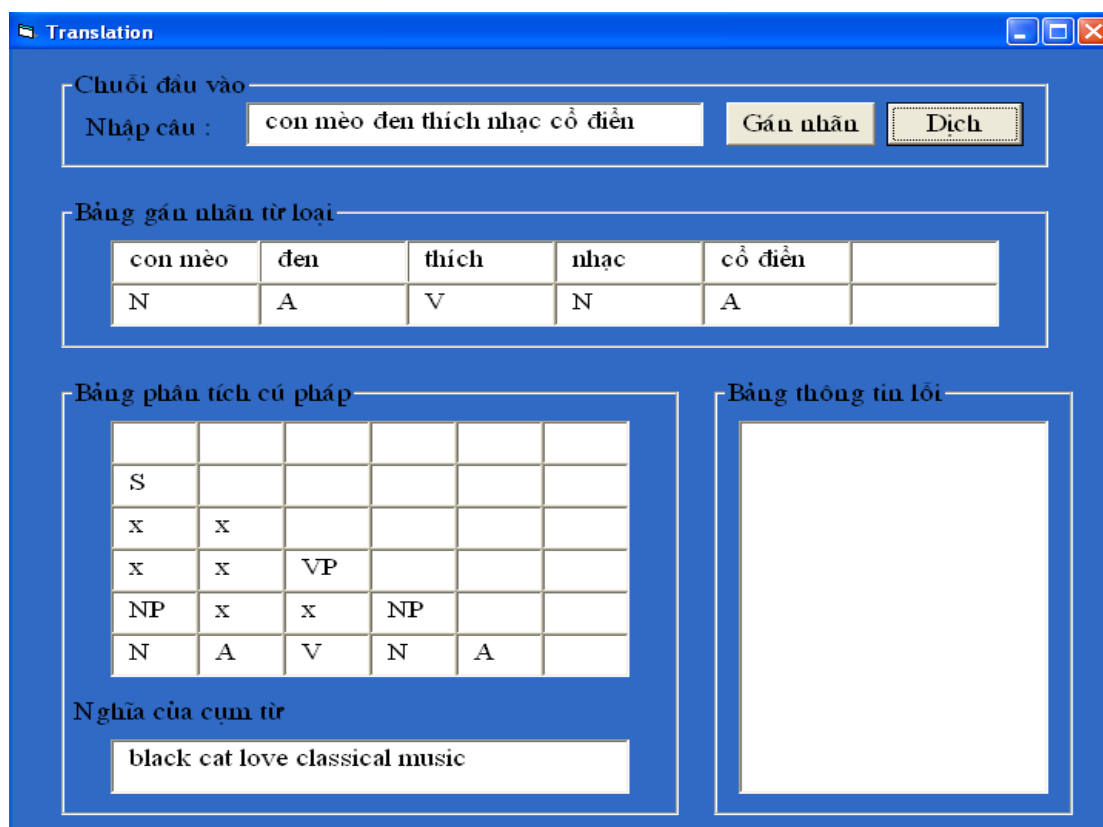 Translation
Chuỗi đầu vào
Nhập câu : con mèo đen thích nhạc cổ điển Gán nhãn Dịch
Bảng gán nhãn từ loại
con mèo đen thích nhạc cổ điển
N A V N A
Bảng phân tích cú pháp
S
x x
x x VP
NP x x NP
N A V N A
Nghĩa của cụm từ
black cat love classical music
Bảng thông tin lỗi